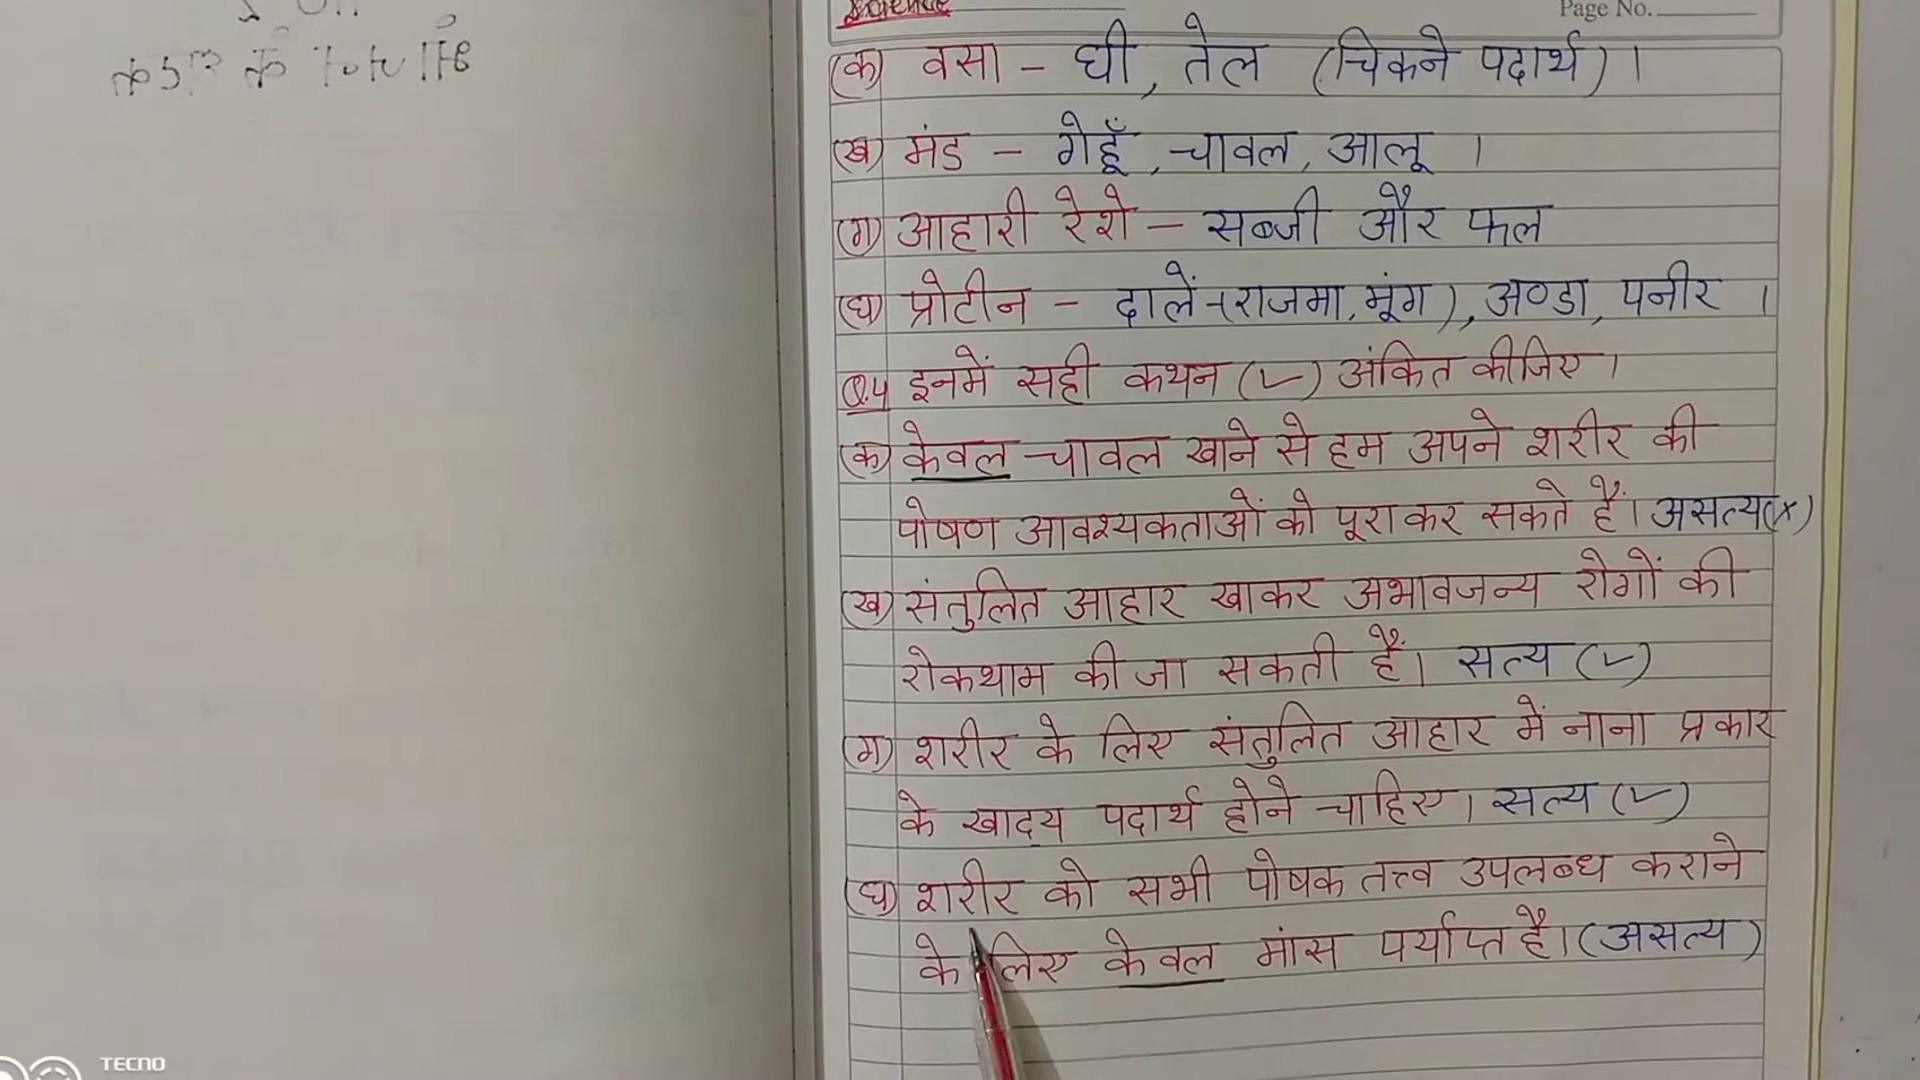 Science
Page No.
(क) वसा - घी, तेल (चिकने पदार्थ)।
(ख) मंड - गेहूँ, चावल, आलू ।
(ग) आहारी रेशे - सब्जी और फल
(घ) प्रोटीन - दालें-(राजमा, मूंग), अण्डा, पनीर ।
Q.4 इनमें सही कथन (✓) अंकित कीजिए।
(क) केवल चावल खाने से हम अपने शरीर की
पोषण आवश्यकताओं को पूरा कर सकते हैं। असत्य(x)
(ख) संतुलित आहार खाकर अभावजन्य रोगों की
रोकथाम की जा सकती है। सत्य (✓)
(ग) शरीर के लिए संतुलित आहार में नाना प्रकार
के खाद्य पदार्थ होने चाहिए। सत्य (✓)
(घ) शरीर को सभी पोषक तत्त्व उपलब्ध कराने
के लिए केवल मांस पर्याप्त है। (असत्य)
TECNO